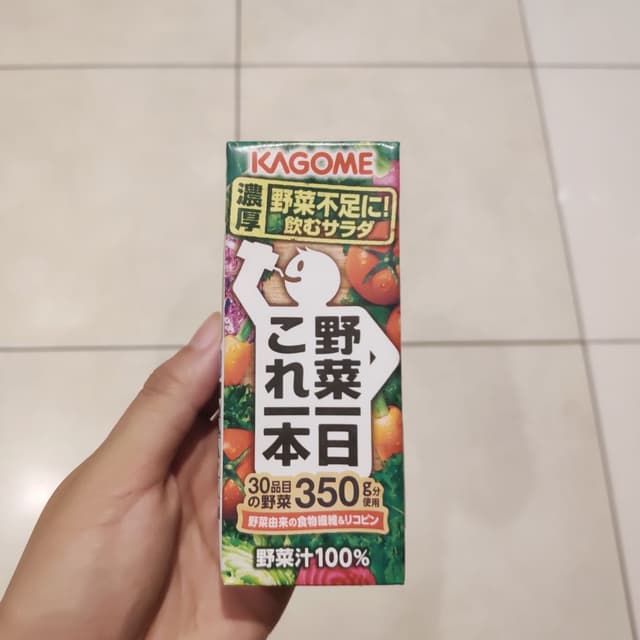 KAGOME
濃厚
野菜不足に!
飲むサラダ
野菜一日
これ一本
30品目
の野菜
350g分
使用
野菜由来の食物繊維&リコピン
野菜汁100%